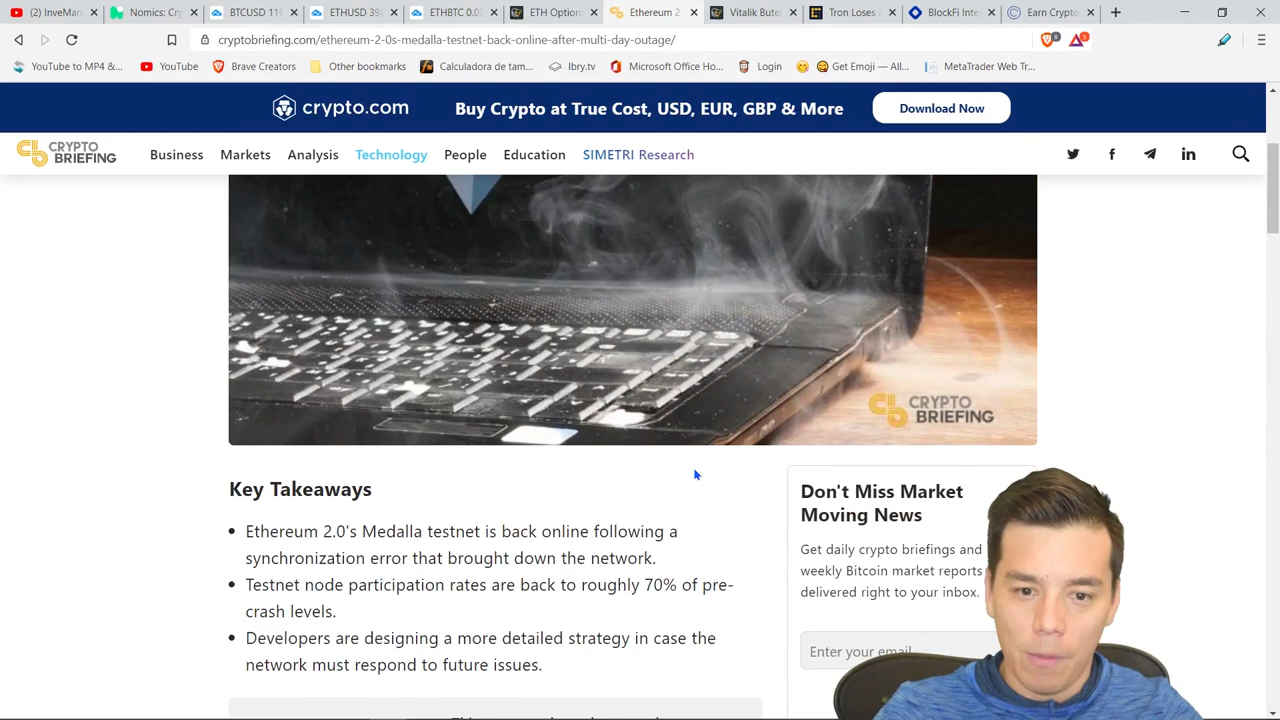 (2) InveMar
Nomics: Cry
BTCUSD 110
ETHUSD 39
ETHBTC 0.03
ETH Option
Ethereum 2.
Vitalik Bute
Tron Loses
BlockFi Inte
Earn Crypto
cryptobriefing.com/ethereum-2-0s-medalla-testnet-back-online-after-multi-day-outage/
YouTube to MP4 &...
YouTube
Brave Creators
Other bookmarks
Calculadora de tam...
lbry.tv
Microsoft Office Ho...
Login
Get Emoji — All...
MetaTrader Web Tr...
crypto.com
Buy Crypto at True Cost, USD, EUR, GBP & More
Download Now
CRYPTO
BRIEFING
Business
Markets
Analysis
Technology
People
Education
SIMETRI Research
CRYPTO
BRIEFING
Key Takeaways
Ethereum 2.0's Medalla testnet is back online following a
synchronization error that brought down the network.
Testnet node participation rates are back to roughly 70% of pre-
crash levels.
Developers are designing a more detailed strategy in case the
network must respond to future issues.
Don't Miss Market
Moving News
Get daily crypto briefings and
weekly Bitcoin market reports
delivered right to your inbox.
Enter your email